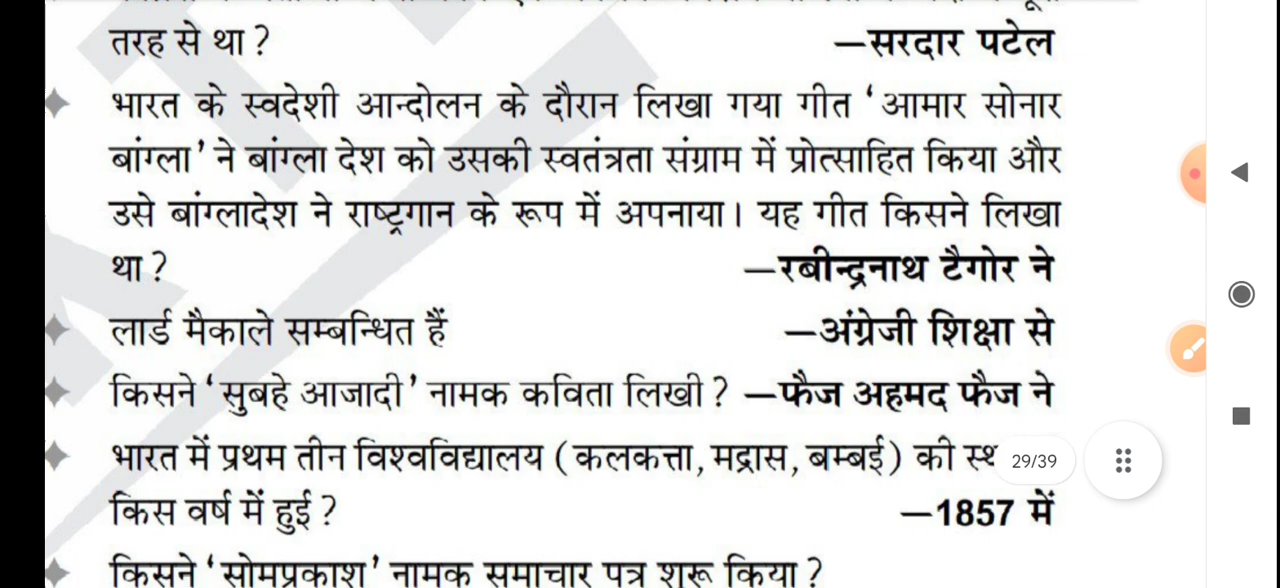 तरह से था ? —सरदार पटेल
भारत के स्वदेशी आन्दोलन के दौरान लिखा गया गीत ‘आमार सोनार
बांग्ला’ ने बांग्ला देश को उसकी स्वतंत्रता संग्राम में प्रोत्साहित किया और
उसे बांग्लादेश ने राष्ट्रगान के रूप में अपनाया। यह गीत किसने लिखा
था ? —रबीन्द्रनाथ टैगोर ने
लार्ड मैकाले सम्बन्धित हैं —अंग्रेजी शिक्षा से
किसने ‘सुबहे आजादी’ नामक कविता लिखी ? —फैज अहमद फैज ने
भारत में प्रथम तीन विश्वविद्यालय (कलकत्ता, मद्रास, बम्बई) की 29/39
किस वर्ष में हुई ? —1857 में
किसने ‘सोमप्रकाश’ नामक समाचार पत्र शुरू किया ?